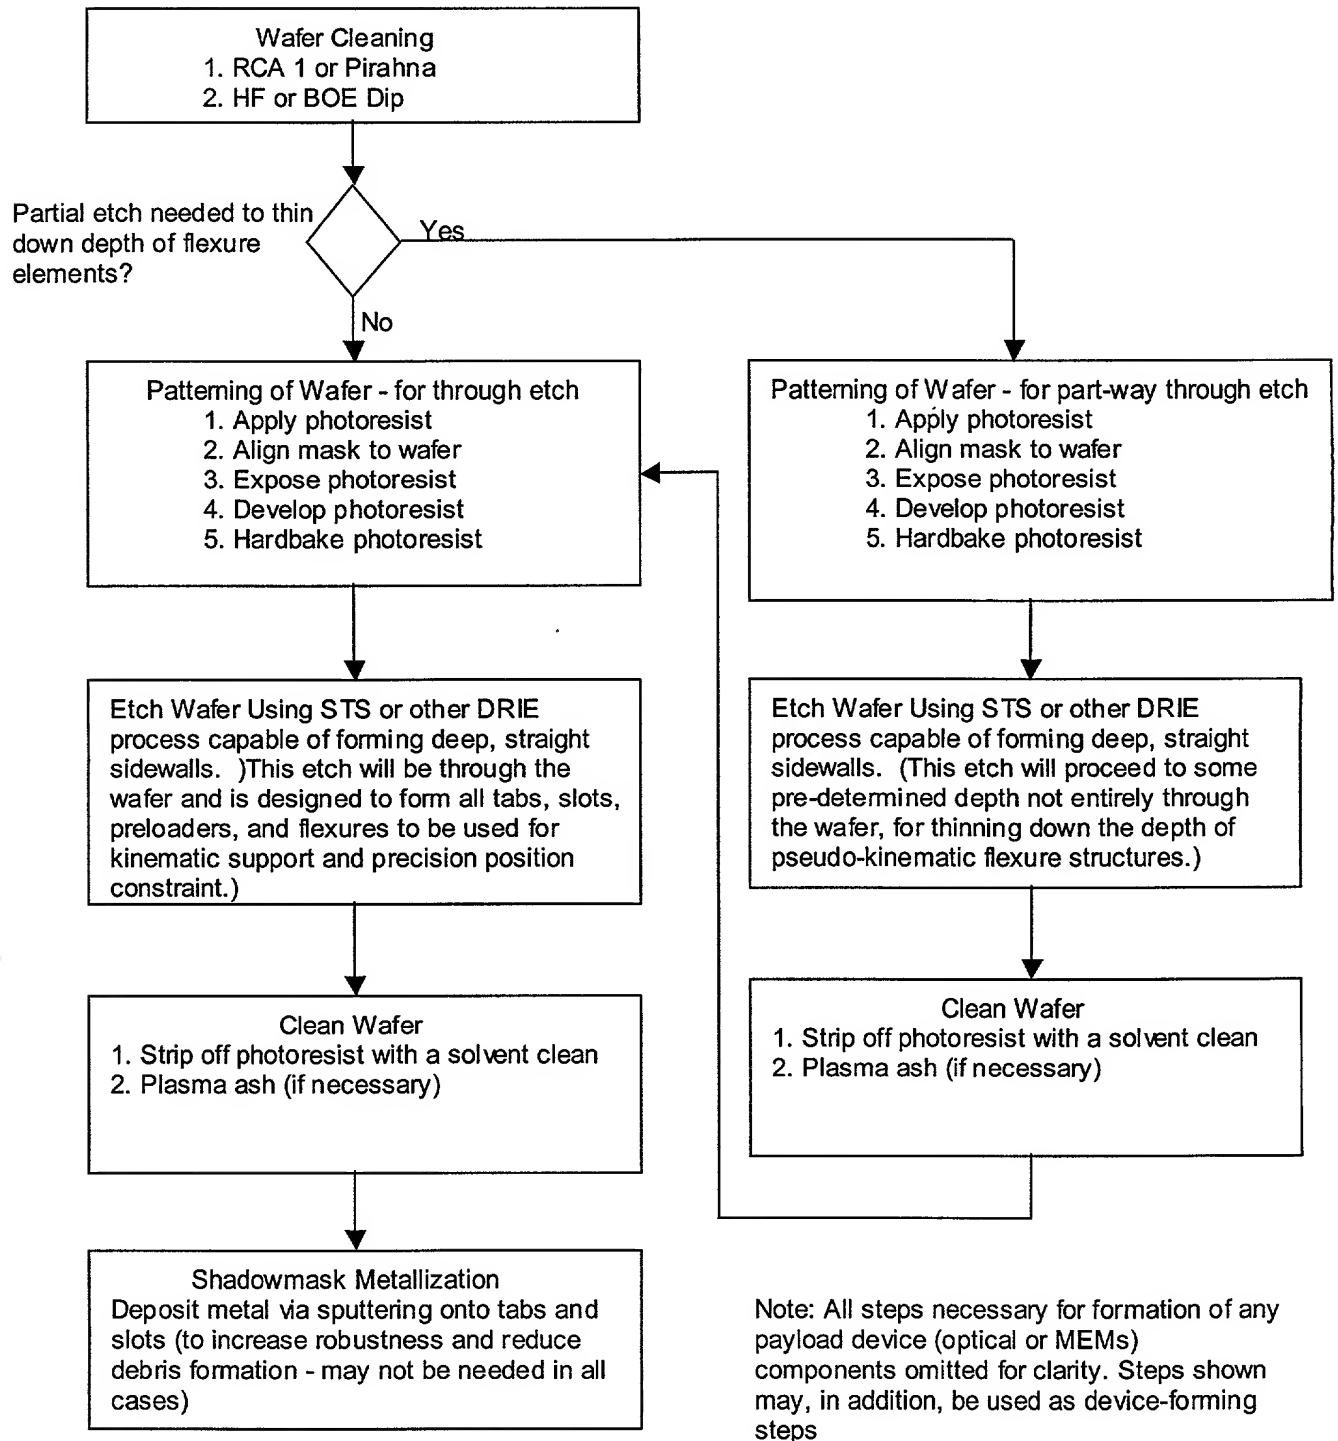 Wafer Cleaning
1. RCA 1 or Pirahna
2. HF or BOE Dip
Partial etch needed to thin
down depth of flexure
elements?
Yes
No
Patterning of Wafer - for through etch
1. Apply photoresist
2. Align mask to wafer
3. Expose photoresist
4. Develop photoresist
5. Hardbake photoresist
Patterning of Wafer - for part-way through etch
1. Apply photoresist
2. Align mask to wafer
3. Expose photoresist
4. Develop photoresist
5. Hardbake photoresist
Etch Wafer Using STS or other DRIE
process capable of forming deep, straight
sidewalls. )This etch will be through the
wafer and is designed to form all tabs, slots,
preloaders, and flexures to be used for
kinematic support and precision position
constraint.)
Etch Wafer Using STS or other DRIE
process capable of forming deep, straight
sidewalls. (This etch will proceed to some
pre-determined depth not entirely through
the wafer, for thinning down the depth of
pseudo-kinematic flexure structures.)
Clean Wafer
1. Strip off photoresist with a solvent clean
2. Plasma ash (if necessary)
Clean Wafer
1. Strip off photoresist with a solvent clean
2. Plasma ash (if necessary)
Shadowmask Metallization
Deposit metal via sputtering onto tabs and
slots (to increase robustness and reduce
debris formation - may not be needed in all
cases)
Note: All steps necessary for formation of any
payload device (optical or MEMs)
components omitted for clarity. Steps shown
may, in addition, be used as device-forming
steps